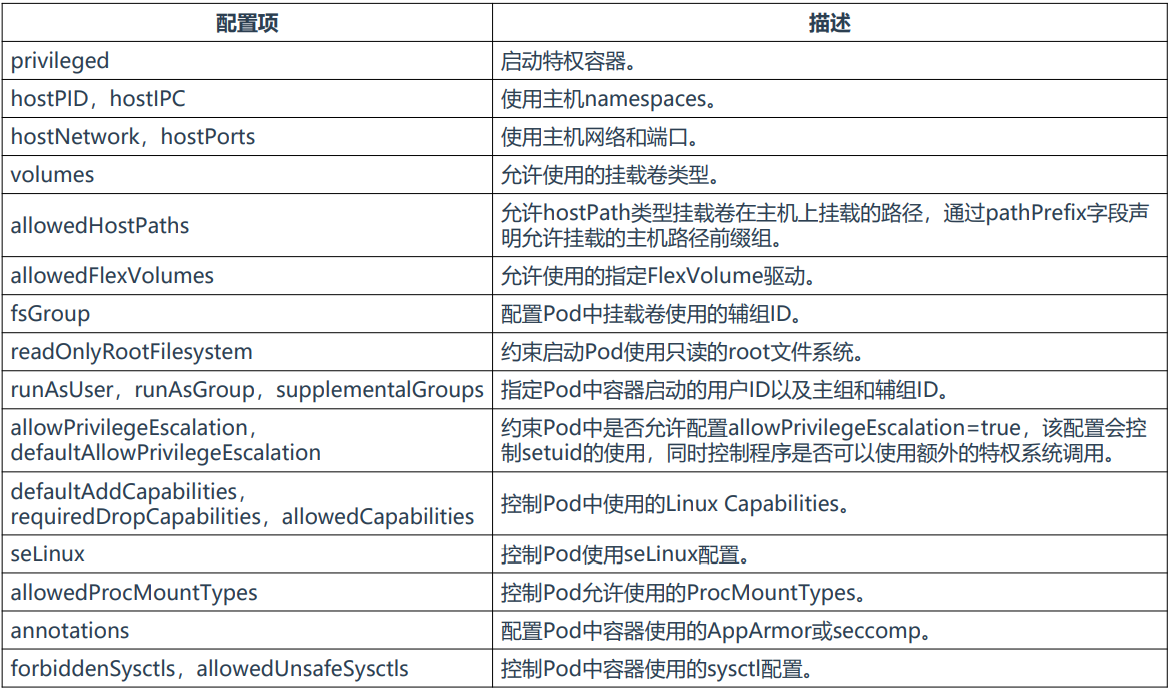 配置项 描述
privileged 启动特权容器。
hostPID，hostIPC 使用主机namespaces。
hostNetwork，hostPorts 使用主机网络和端口。
volumes 允许使用的挂载卷类型。
allowedHostPaths
允许hostPath类型挂载卷在主机上挂载的路径，通过pathPrefix字段声
明允许挂载的主机路径前缀组。
allowedFlexVolumes 允许使用的指定FlexVolume驱动。
fsGroup 配置Pod中挂载卷使用的辅组ID。
readOnlyRootFilesystem 约束启动Pod使用只读的root文件系统。
runAsUser，runAsGroup，supplementalGroups 指定Pod中容器启动的用户ID以及主组和辅组ID。
allowPrivilegeEscalation，
defaultAllowPrivilegeEscalation
约束Pod中是否允许配置allowPrivilegeEscalation=true，该配置会控
制setuid的使用，同时控制程序是否可以使用额外的特权系统调用。
defaultAddCapabilities，
requiredDropCapabilities，allowedCapabilities
控制Pod中使用的Linux Capabilities。
seLinux 控制Pod使用seLinux配置。
allowedProcMountTypes 控制Pod允许使用的ProcMountTypes。
annotations 配置Pod中容器使用的AppArmor或seccomp。
forbiddenSysctls，allowedUnsafeSysctls 控制Pod中容器使用的sysctl配置。